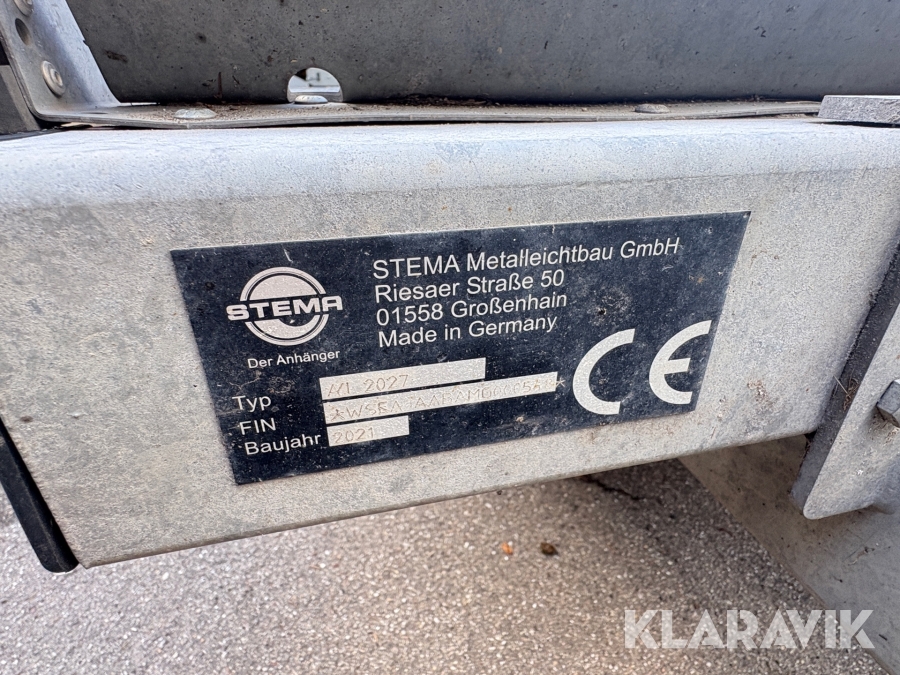 STEMA
Der Anhänger
STEMA Metalleichtbau GmbH
Riesaer Straße 50
01558 Großenhain
Made in Germany
CE
Typ 2027
FIN
Baujahr 2021
KLARAVIK